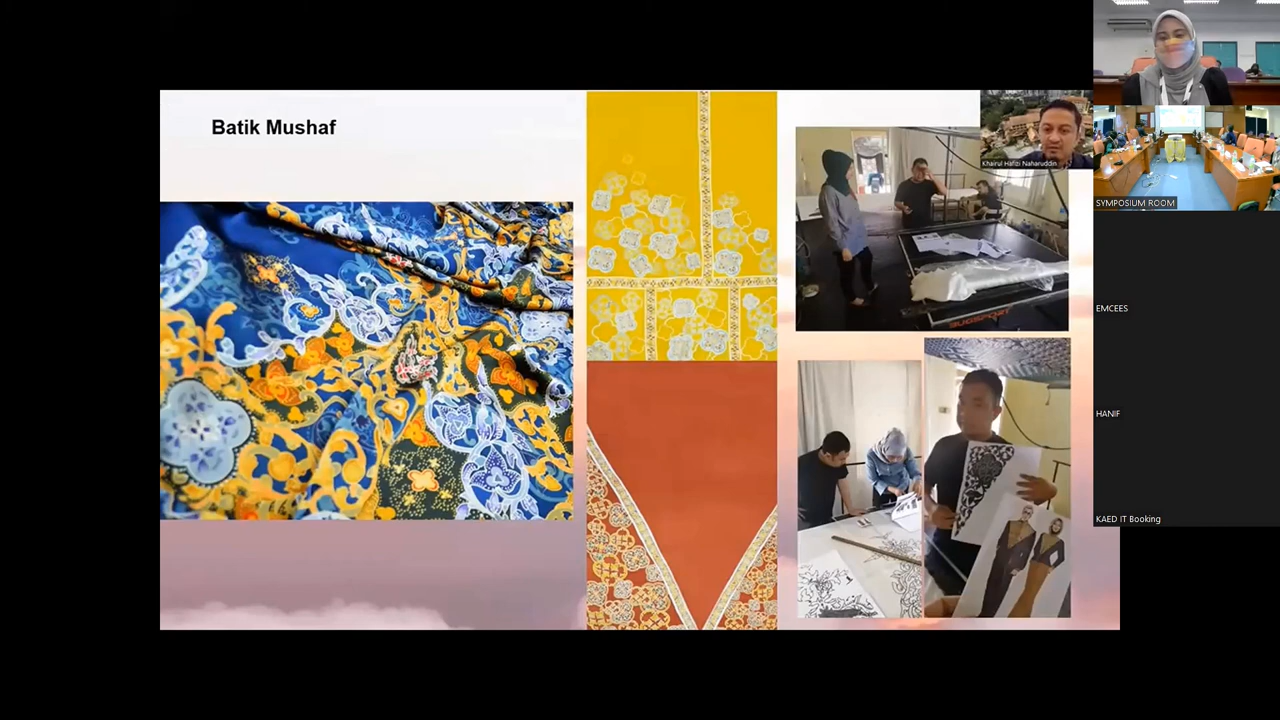 Batik Mushaf
Khairul Hafizi Naharuddin
SYMPOSIUM ROOM
EMCEES
HANIF
KAED IT Booking